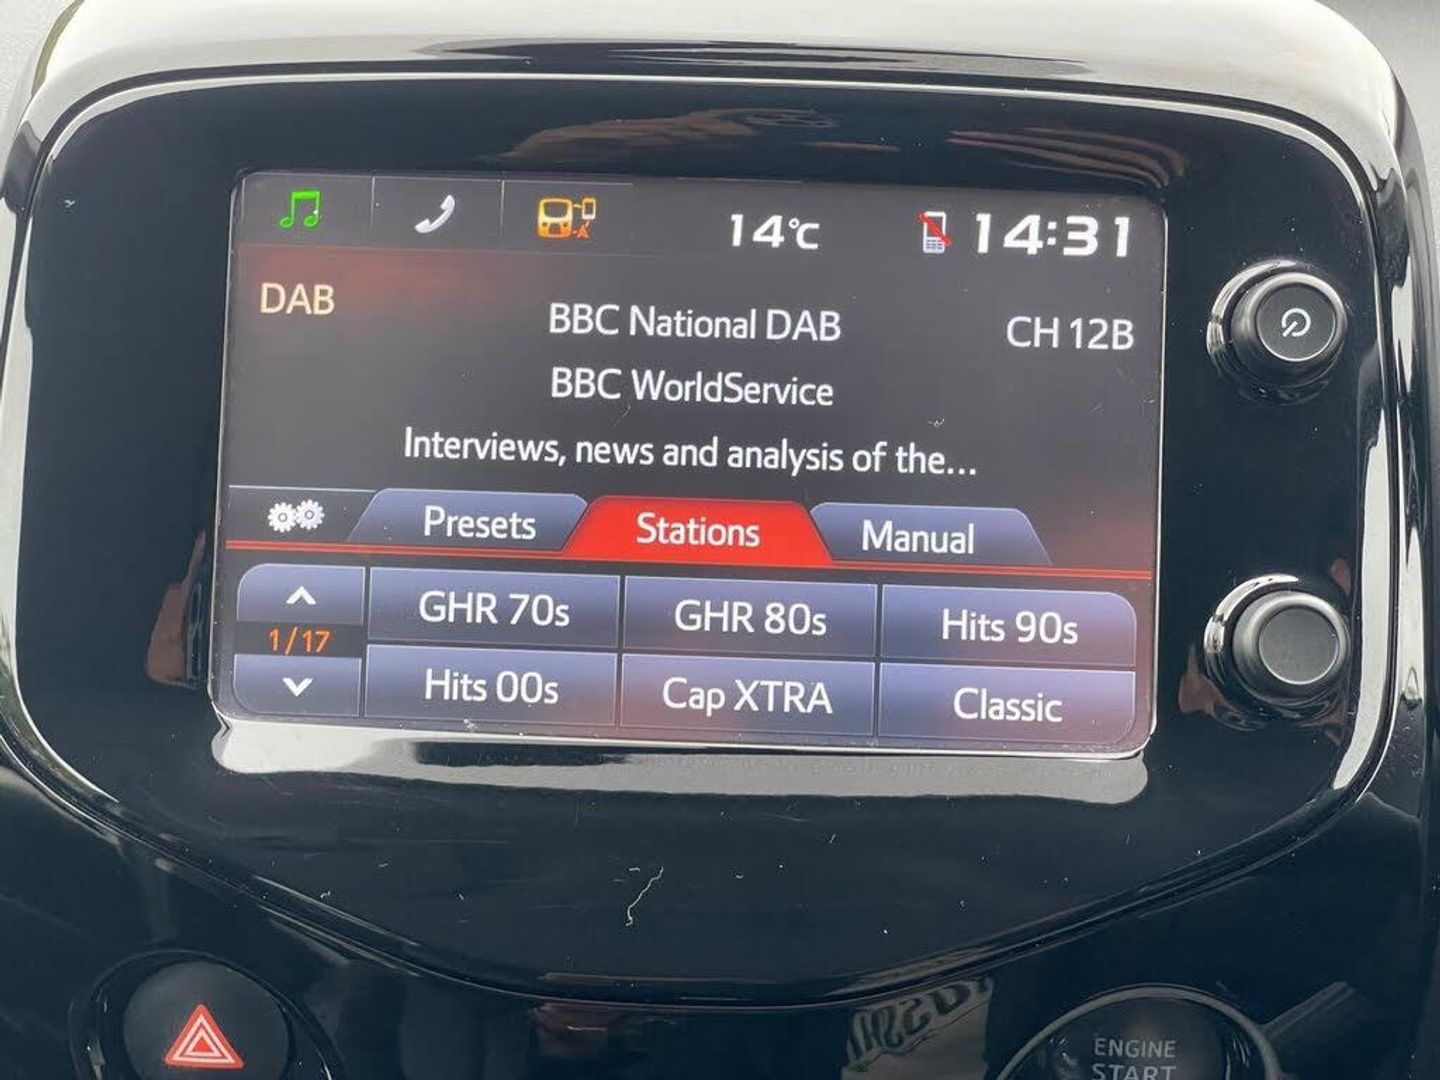 14°C 14:31
DAB
BBC National DAB CH 12B
BBC WorldService
Interviews, news and analysis of the...
Presets Stations Manual
GHR 70s GHR 80s Hits 90s
1/17
Hits 00s Cap XTRA Classic
ENGINE
START